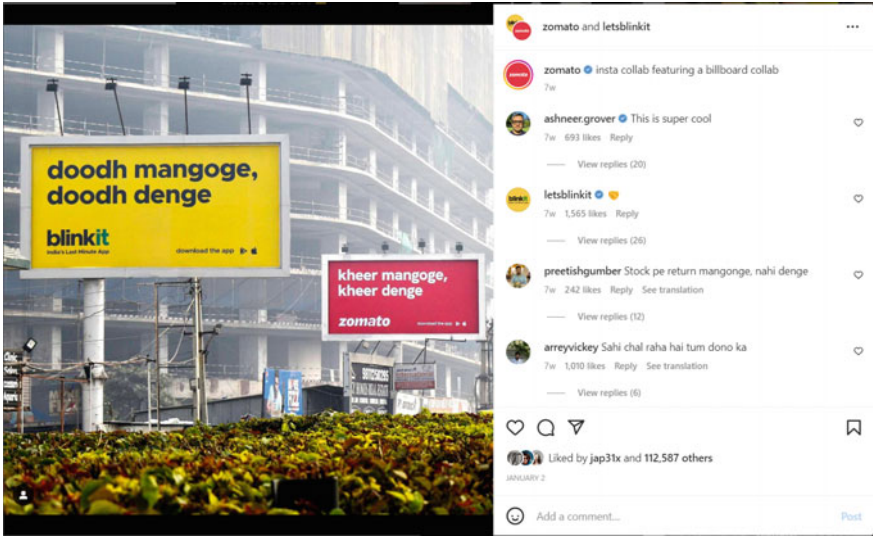 doodh mangoge,
doodh denge
blinkit
India's Last Minute App
download the app
kheer mangoge,
kheer denge
zomato
download the app
zomato and letsblinkit
zomato insta collab featuring a billboard collab
7w
ashneer.grover This is super cool
7w 693 likes Reply
View replies (20)
letsblinkit
7w 1,565 likes Reply
View replies (26)
preetishgumber Stock pe return mangonge, nahi denge
7w 242 likes Reply See translation
View replies (12)
arreyvickey Sahi chal raha hai tum dono ka
7w 1,010 likes Reply See translation
View replies (6)
Liked by jap31x and 112,587 others
JANUARY 2
Add a comment...
Post